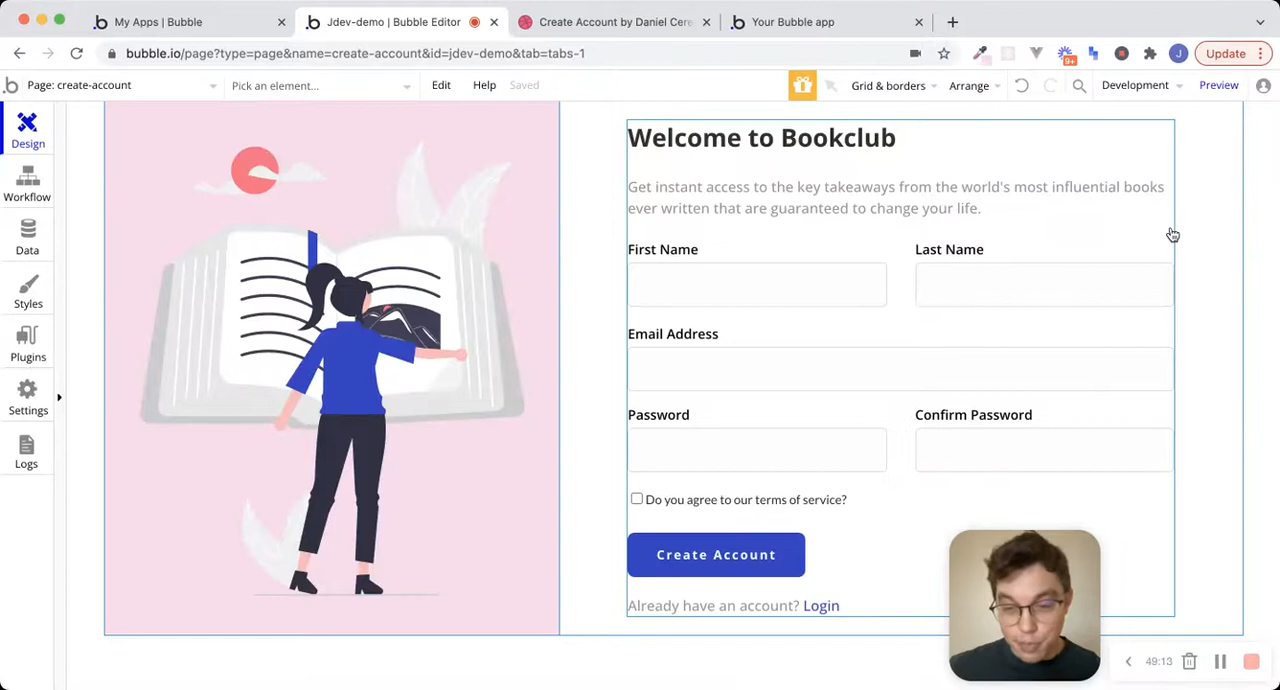 My Apps | Bubble
Jdev-demo | Bubble Editor
Create Account by Daniel Cere
Your Bubble app
bubble.io/page?type=page&name=create-account&id=jdev-demo&tab=tabs-1
9+
J
Update
Page: create-account
Pick an element...
Edit
Help
Saved
Grid & borders
Arrange
Development
Preview
Design
Workflow
Data
Styles
Plugins
Settings
Logs
Welcome to Bookclub
Get instant access to the key takeaways from the world's most influential books
ever written that are guaranteed to change your life.
First Name
Last Name
Email Address
Password
Confirm Password
Do you agree to our terms of service?
Create Account
Already have an account? Login
49:13